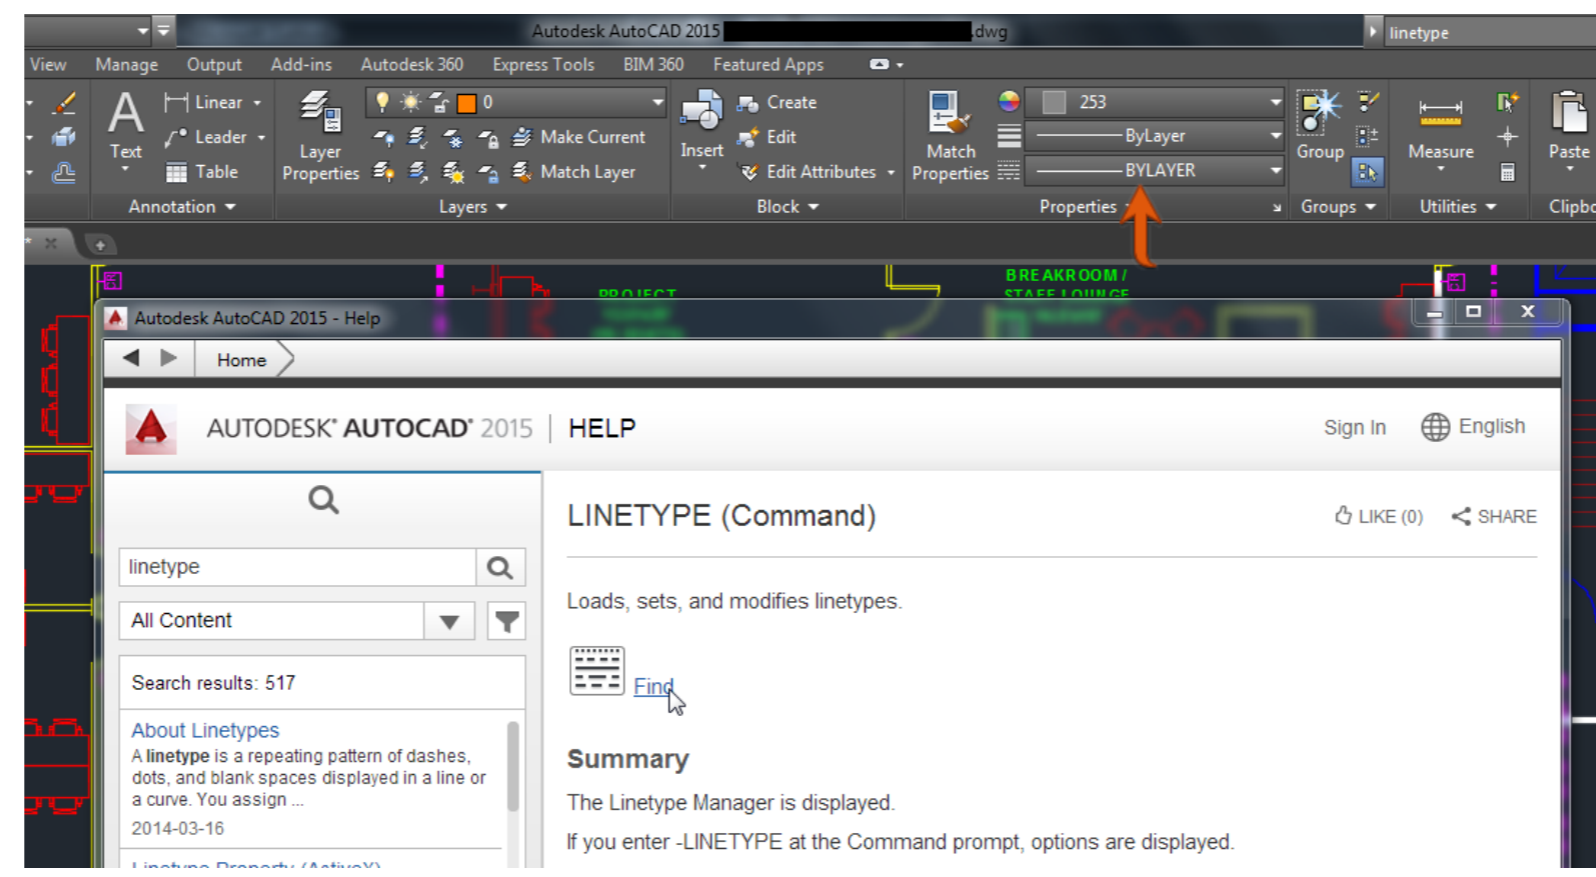 Autodesk AutoCAD 2015 .dwg
linetype
View Manage Output Add-ins Autodesk 360 Express Tools BIM 360 Featured Apps
Linear 0 Create 253
Leader Make Current Edit ByLayer
Text Layer Insert Match Group Measure Paste
Table Properties Match Layer Edit Attributes Properties BYLAYER
Annotation Layers Block Properties Groups Utilities
PROJECT
BREAKROOM /
STAFF LOUNGE
Autodesk AutoCAD 2015 - Help
Home
AUTODESK® AUTOCAD® 2015 | HELP
Sign In English
LINETYPE (Command)
LIKE (0) SHARE
linetype
All Content
Search results: 517
About Linetypes
A linetype is a repeating pattern of dashes,
dots, and blank spaces displayed in a line or
a curve. You assign ...
2014-03-16
Linetype Property (ActiveX)
Loads, sets, and modifies linetypes.
Find
Summary
The Linetype Manager is displayed.
If you enter -LINETYPE at the Command prompt, options are displayed.